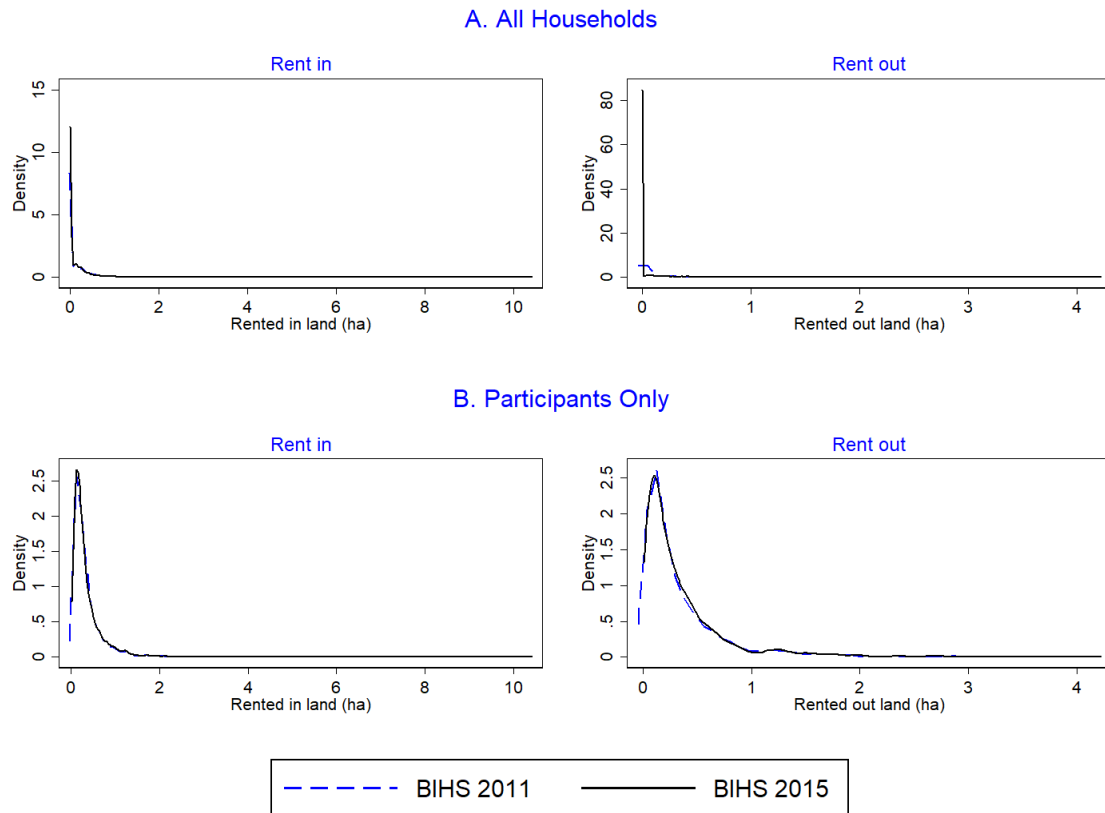 A. All Households
Rent in
Density
15
10
5
0
0 2 4 6 8 10
Rented in land (ha)
Rent out
Density
80
60
40
20
0
0 1 2 3 4
Rented out land (ha)
B. Participants Only
Rent in
Density
2.5
2
1.5
1
.5
0
0 2 4 6 8 10
Rented in land (ha)
Rent out
Density
2.5
2
1.5
1
.5
0
0 1 2 3 4
Rented out land (ha)
BIHS 2011 BIHS 2015